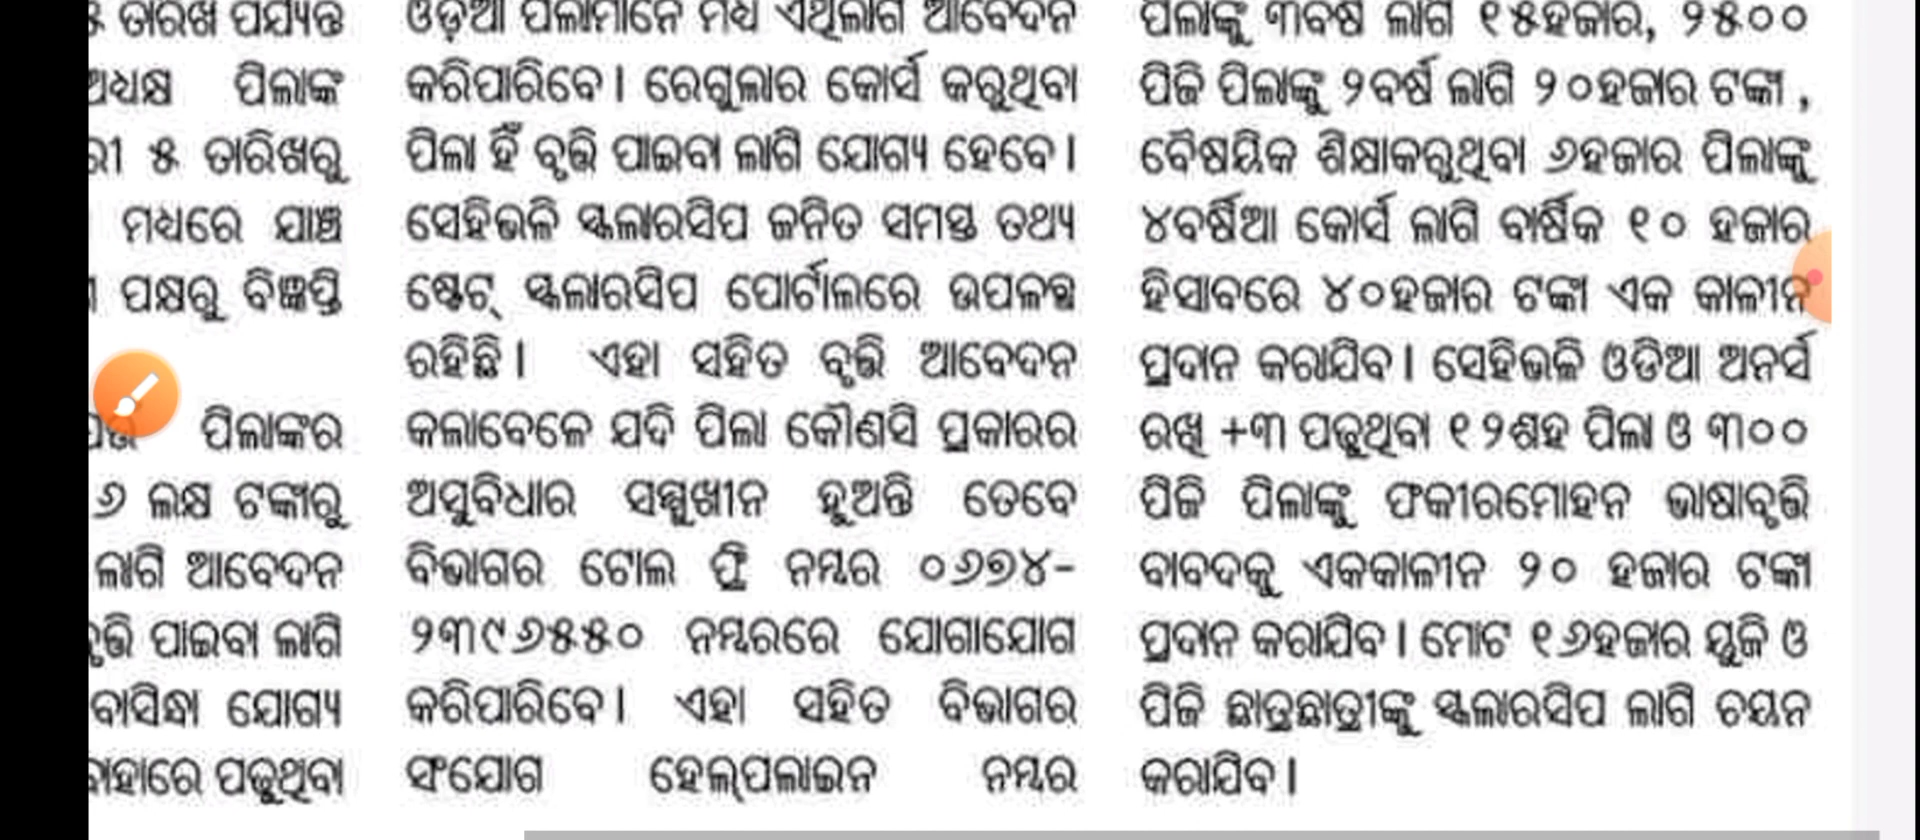 ୫ ତାରିଖ ପର୍ଯ୍ୟନ୍ତ
ଅଧ୍ୟକ୍ଷ ପିଲାଙ୍କ
ରୀ ୫ ତାରିଖରୁ
ମଧ୍ୟରେ ଯାଞ୍ଚ
ପକ୍ଷରୁ ବିଜ୍ଞପ୍ତି
ପିଲାଙ୍କର
୬ ଲକ୍ଷ ଟଙ୍କାରୁ
ଲାଗି ଆବେଦନ
ବୃତ୍ତି ପାଇବା ଲାଗି
ବାସିନ୍ଦା ଯୋଗ୍ୟ
ବାହାରେ ପଢୁଥିବା
ଓଡ଼ିଆ ପିଲାମାନେ ମଧ୍ୟ ଏଥିଲାଗି ଆବେଦନ
କରିପାରିବେ। ରେଗୁଲାର କୋର୍ସ କରୁଥିବା
ପିଲା ହିଁ ବୃତ୍ତି ପାଇବା ଲାଗି ଯୋଗ୍ୟ ହେବେ।
ସେହିଭଳି ସ୍କଲାରସିପ ଜନିତ ସମସ୍ତ ତଥ୍ୟ
ଷ୍ଟେଟ୍ ସ୍କଲାରସିପ ପୋର୍ଟାଲରେ ଉପଲବ୍ଧ
ରହିଛି। ଏହା ସହିତ ବୃତ୍ତି ଆବେଦନ
କଲାବେଳେ ଯଦି ପିଲା କୌଣସି ପ୍ରକାରର
ଅସୁବିଧାର ସମ୍ମୁଖୀନ ହୁଅନ୍ତି ତେବେ
ବିଭାଗର ଟୋଲ ଫ୍ରି ନମ୍ବର ୦୬୭୪-
୨୩୯୬୫୫୦ ନମ୍ବରରେ ଯୋଗାଯୋଗ
କରିପାରିବେ। ଏହା ସହିତ ବିଭାଗର
ସଂଯୋଗ ହେଲ୍‌ପଲାଇନ ନମ୍ବର
ପିଲାଙ୍କୁ ୩ବର୍ଷ ଲାଗି ୧୫ହଜାର, ୨୫୦୦
ପିଜି ପିଲାଙ୍କୁ ୨ବର୍ଷ ଲାଗି ୨୦ହଜାର ଟଙ୍କା ,
ବୈଷୟିକ ଶିକ୍ଷାକରୁଥିବା ୬ହଜାର ପିଲାଙ୍କୁ
୪ବର୍ଷିଆ କୋର୍ସ ଲାଗି ବାର୍ଷିକ ୧୦ ହଜାର
ହିସାବରେ ୪୦ହଜାର ଟଙ୍କା ଏକ କାଳୀନ
ପ୍ରଦାନ କରାଯିବ। ସେହିଭଳି ଓଡିଆ ଅନର୍ସ
ରଖି +୩ ପଢୁଥିବା ୧୨ଶହ ପିଲା ଓ ୩୦୦
ପିଜି ପିଲାଙ୍କୁ ଫକୀରମୋହନ ଭାଷାବୃତ୍ତି
ବାବଦକୁ ଏକକାଳୀନ ୨୦ ହଜାର ଟଙ୍କା
ପ୍ରଦାନ କରାଯିବ। ମୋଟ ୧୬ହଜାର ୟୁଜି ଓ
ପିଜି ଛାତ୍ରଛାତ୍ରୀଙ୍କୁ ସ୍କଲାରସିପ ଲାଗି ଚୟନ
କରାଯିବ।